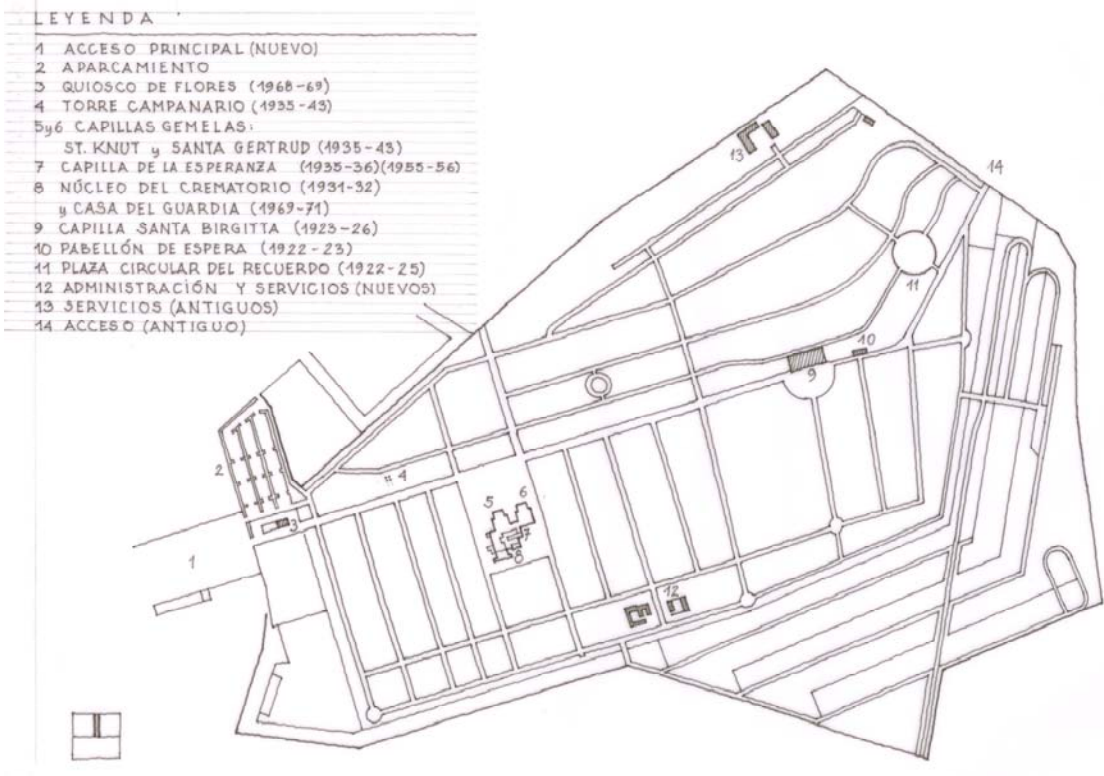 LEYENDA
1 ACCESO PRINCIPAL (NUEVO)
2 APARCAMIENTO
3 QUIOSCO DE FLORES (1968-69)
4 TORRE CAMPANARIO (1935-43)
5y6 CAPILLAS GEMELAS:
ST. KNUT y SANTA GERTRUD (1935-43)
7 CAPILLA DE LA ESPERANZA (1935-36)(1955-56)
8 NÚCLEO DEL CREMATORIO (1931-32)
y CASA DEL GUARDIA (1969-71)
9 CAPILLA SANTA BIRGITTA (1923-26)
10 PABELLÓN DE ESPERA (1922-23)
11 PLAZA CIRCULAR DEL RECUERDO (1922-25)
12 ADMINISTRACIÓN Y SERVICIOS (NUEVOS)
13 SERVICIOS (ANTIGUOS)
14 ACCESO (ANTIGUO)
13
14
11
10
9
2
4
6
5
3
7
8
1
12